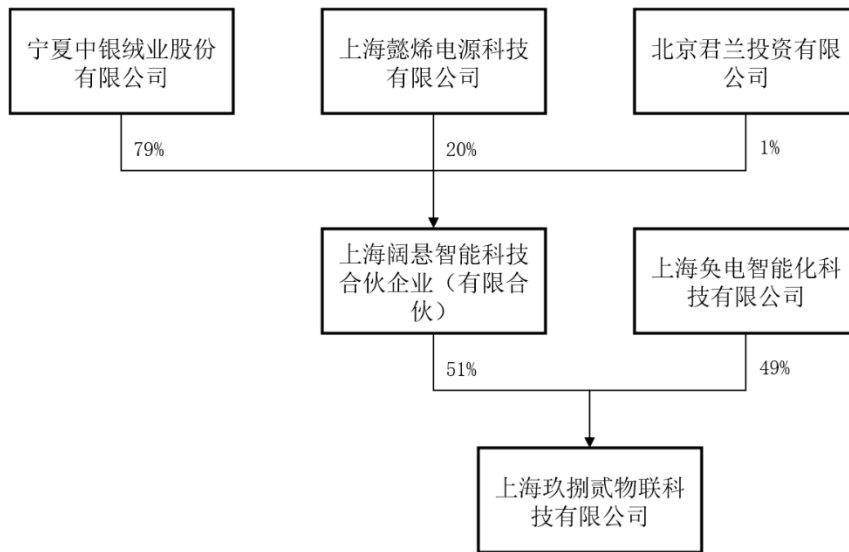 宁夏中银绒业股份
有限公司
上海懿烯电源科技
有限公司
北京君兰投资有限
公司
79%
20%
1%
上海阔悬智能科技
合伙企业（有限合
伙）
上海奂电智能化科
技有限公司
51%
49%
上海玖捌贰物联科
技有限公司